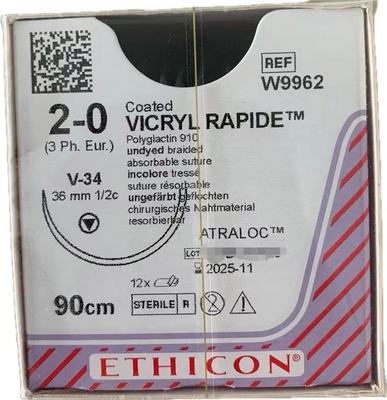 REF
W9962
2-0
(3 Ph. Eur.)
Coated
VICRYL RAPIDE™
Polyglactin 910
undyed braided
absorbable suture
incolore tressé
suture résorbable
ungefärbt geflochten
chirurgisches Nahtmaterial
resorbierbar
V-34
36 mm 1/2c
ATRALOC™
LOT
2025-11
12x
90cm
STERILE R
2
ETHICON®